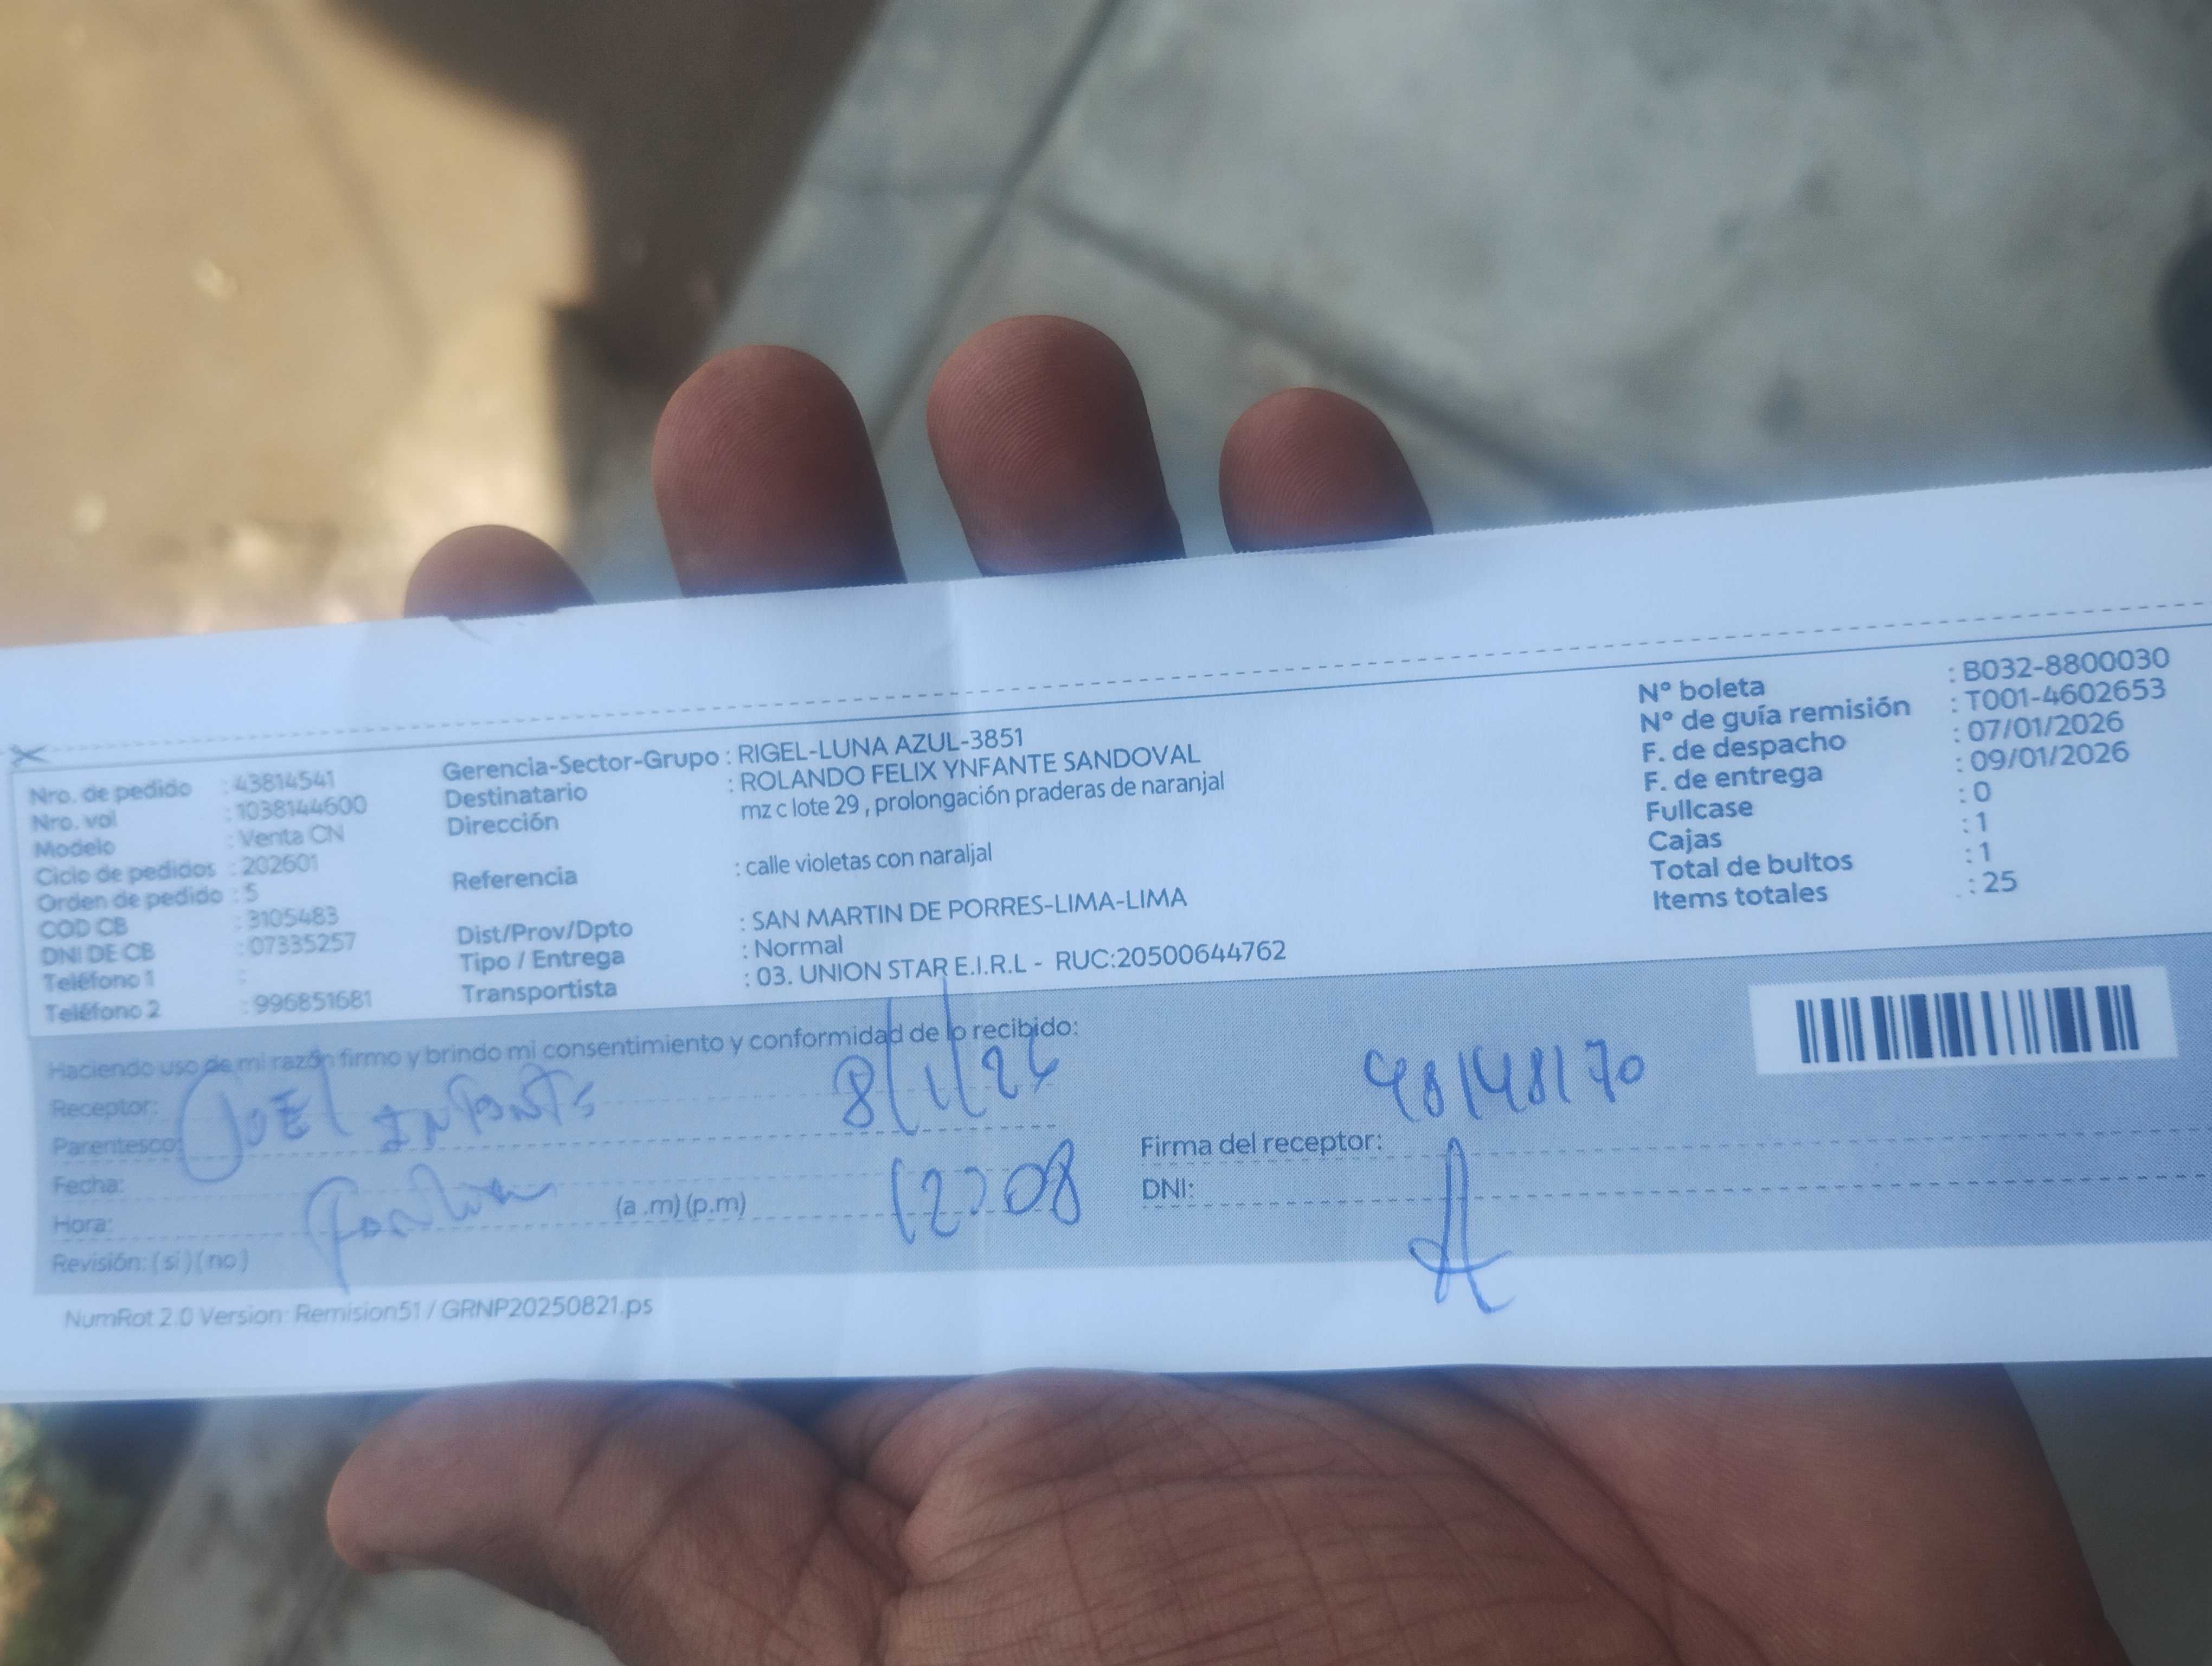 Nro. de pedido : 43814541
Nro. vol : 1038144600
Modelo : Venta CN
Ciclo de pedidos : 202601
Orden de pedido : 5
COD CB : 3105483
DNI DE CB : 07335257
Teléfono 1 :
Teléfono 2 : 996851681
Gerencia-Sector-Grupo : RIGEL-LUNA AZUL-3851
Destinatario : ROLANDO FELIX YNFANTE SANDOVAL
Dirección mz c lote 29 , prolongación praderas de naranjal
Referencia : calle violetas con naraljal
Dist/Prov/Dpto : SAN MARTIN DE PORRES-LIMA-LIMA
Tipo / Entrega : Normal
Transportista : 03. UNION STAR E.I.R.L - RUC:20500644762
N° boleta : B032-8800030
N° de guía remisión : T001-4602653
F. de despacho : 07/01/2026
F. de entrega : 09/01/2026
Fullcase : 0
Cajas : 1
Total de bultos : 1
Items totales : 25
Haciendo uso de mi razón firmo y brindo mi consentimiento y conformidad de lo recibido:
Receptor: JOEL 8/1/26 48148170
Parentesco: Firma del receptor:
Fecha: DNI:
Hora: (a .m) (p.m)
Revisión: ( si ) ( no )
NumRot 2.0 Version: Remision51 / GRNP20250821.ps